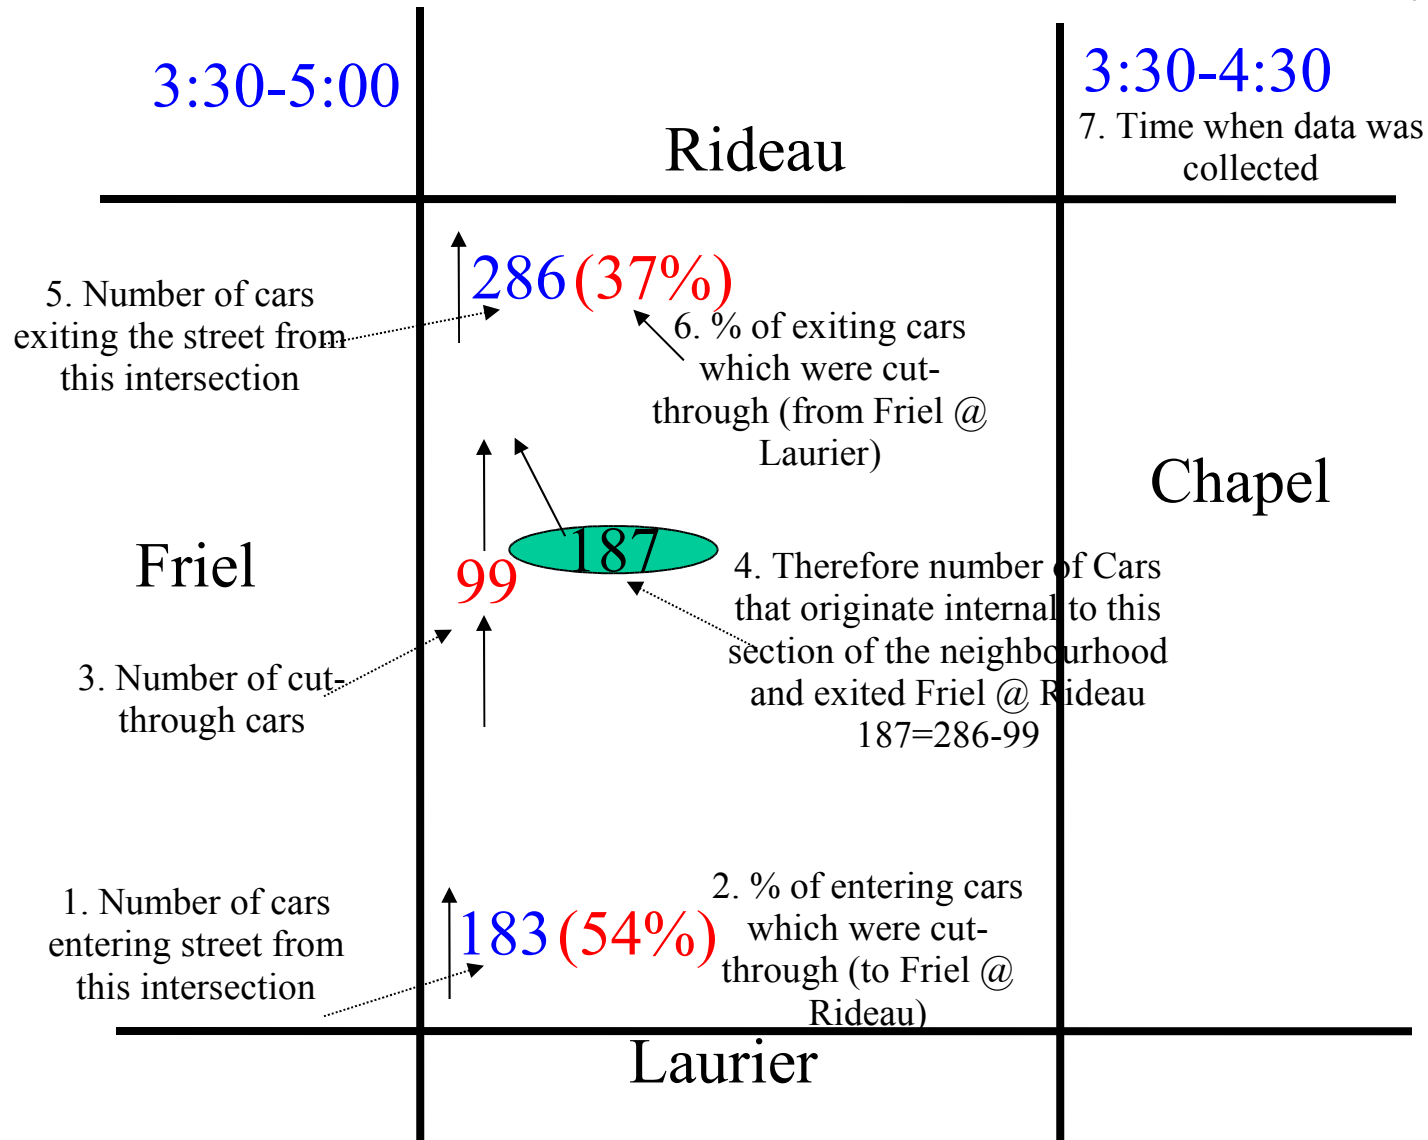 3:30-5:00
3:30-4:30
7. Time when data was
collected
Rideau
286 (37%)
5. Number of cars
exiting the street from
this intersection
6. % of exiting cars
which were cut-
through (from Friel @
Laurier)
Chapel
Friel
187
99
4. Therefore number of Cars
that originate internal to this
section of the neighbourhood
and exited Friel @ Rideau
187=286-99
3. Number of cut-
through cars
1. Number of cars
entering street from
this intersection
183 (54%)
2. % of entering cars
which were cut-
through (to Friel @
Rideau)
Laurier